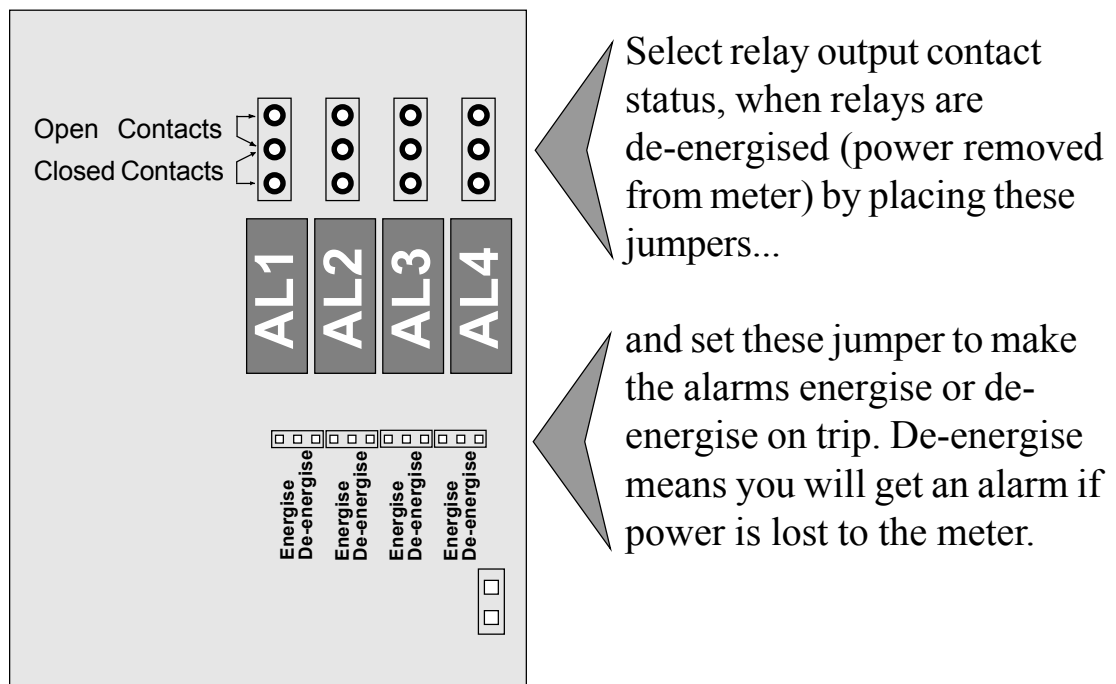 Open Contacts
Closed Contacts
AL1
AL2
AL3
AL4
Energise
De-energise
Energise
De-energise
Energise
De-energise
Energise
De-energise
Select relay output contact
status, when relays are
de-energised (power removed
from meter) by placing these
jumpers...
and set these jumper to make
the alarms energise or de-
energise on trip. De-energise
means you will get an alarm if
power is lost to the meter.